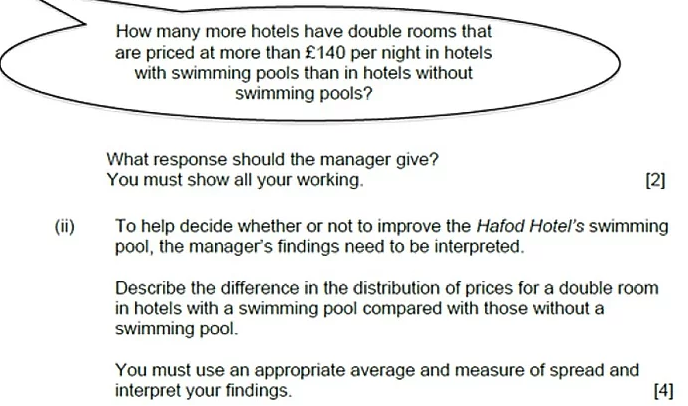 How many more hotels have double rooms that
are priced at more than £140 per night in hotels
with swimming pools than in hotels without
swimming pools?
What response should the manager give?
You must show all your working. [2]
(ii) To help decide whether or not to improve the Hafod Hotel's swimming
pool, the manager's findings need to be interpreted.
Describe the difference in the distribution of prices for a double room
in hotels with a swimming pool compared with those without a
swimming pool.
You must use an appropriate average and measure of spread and
interpret your findings. [4]